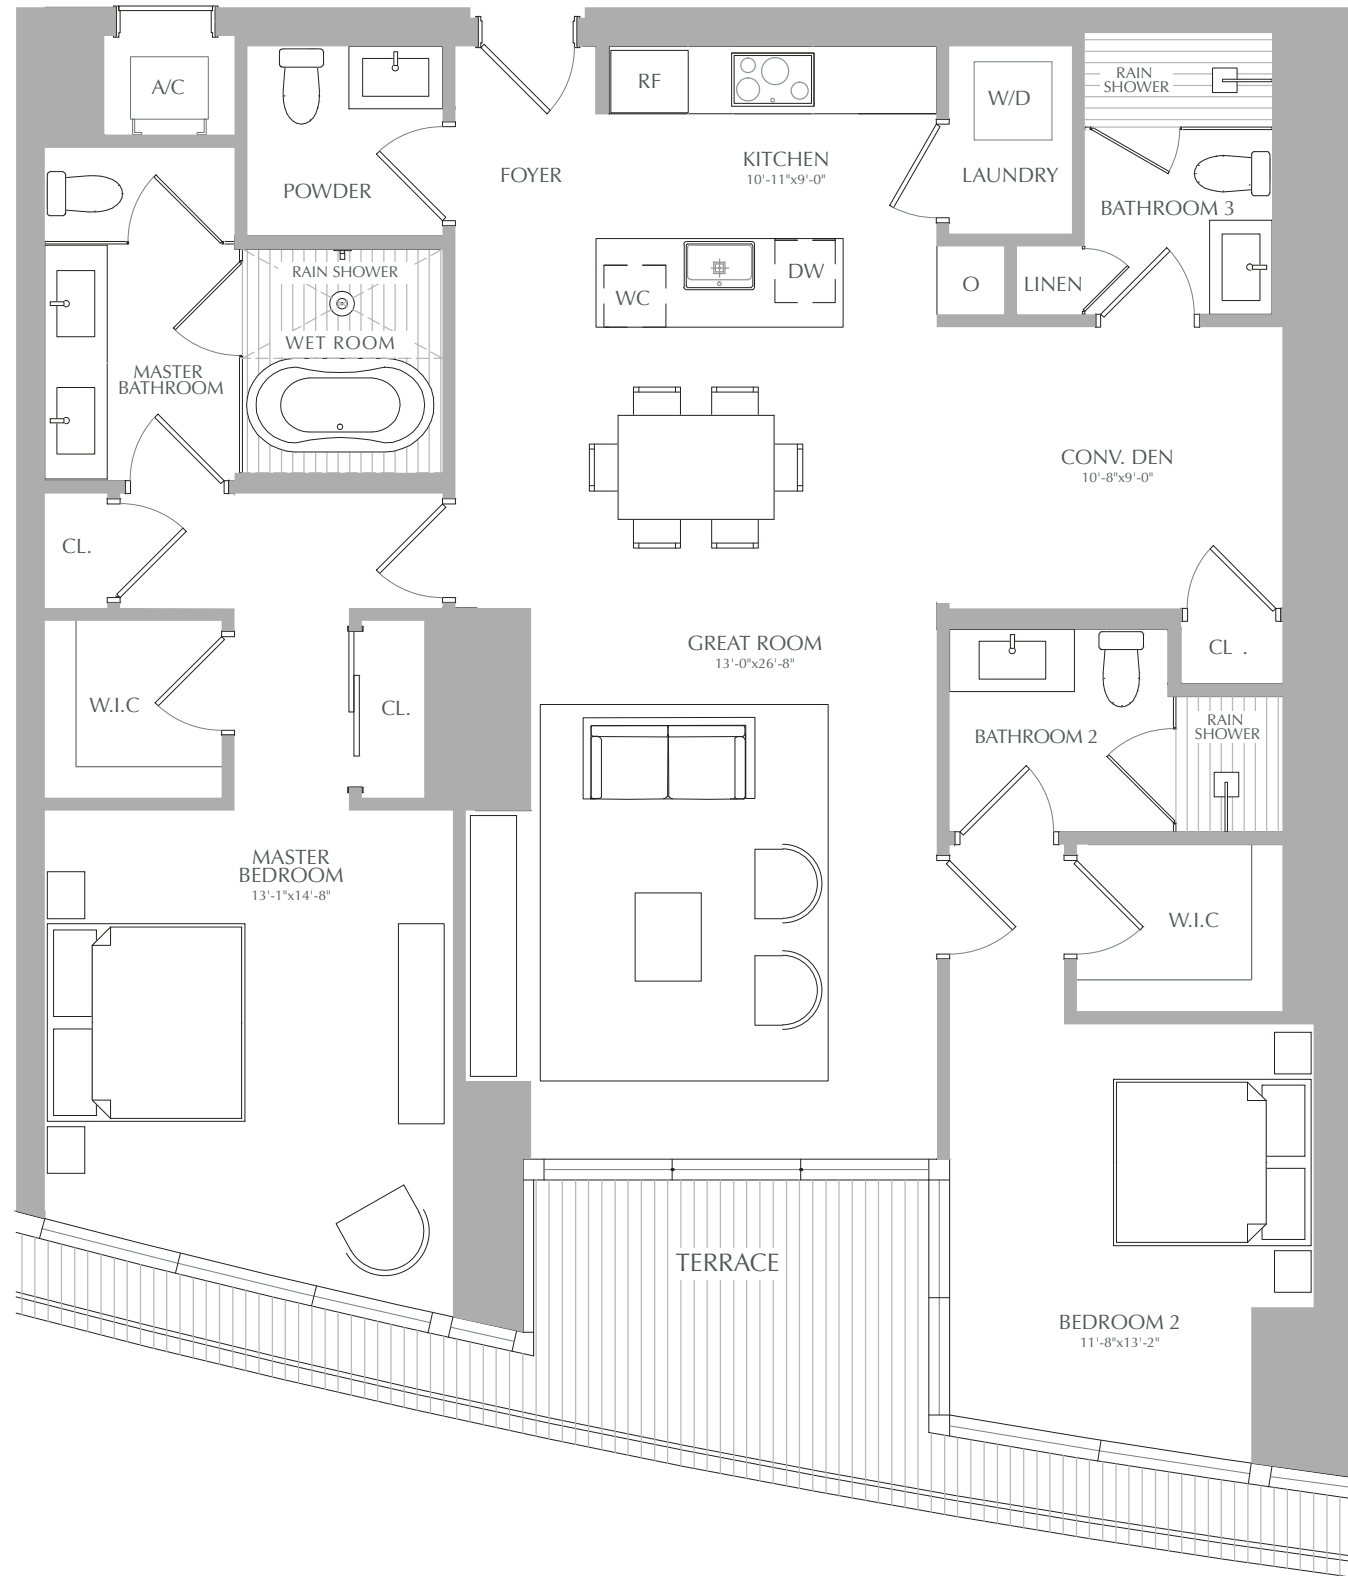 A/C
RF
W/D
RAIN
SHOWER
KITCHEN
10'-11"x9'-0"
POWDER
FOYER
LAUNDRY
BATHROOM 3
RAIN SHOWER
WC
DW
O
LINEN
WET ROOM
MASTER
BATHROOM
CONV. DEN
10'-8"x9'-0"
CL.
GREAT ROOM
13'-0"x26'-8"
CL .
W.I.C
CL.
BATHROOM 2
RAIN
SHOWER
MASTER
BEDROOM
13'-1"x14'-8"
W.I.C
TERRACE
BEDROOM 2
11'-8"x13'-2"